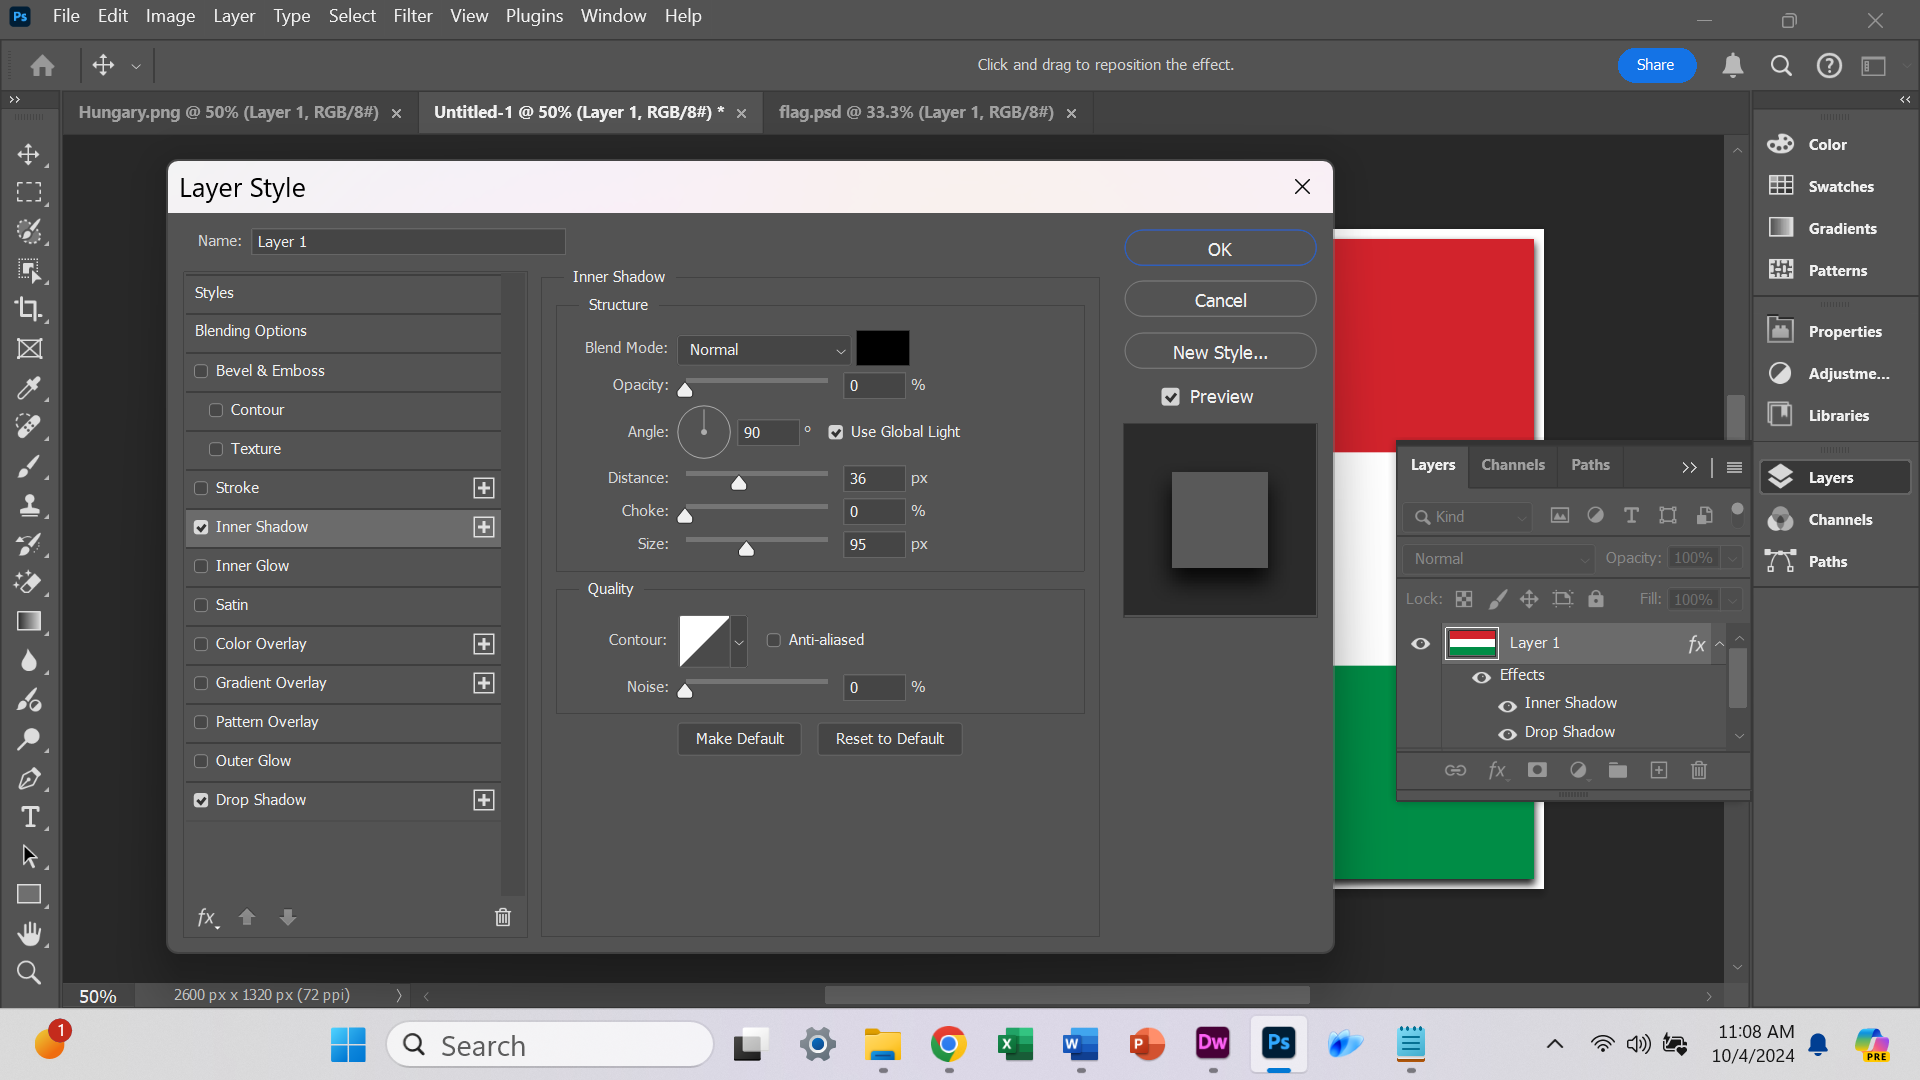 Ps File Edit Image Layer Type Select Filter View Plugins Window Help
Click and drag to reposition the effect.
Share
Hungary.png @ 50% (Layer 1, RGB/8#)
Untitled-1 @ 50% (Layer 1, RGB/8#) *
flag.psd @ 33.3% (Layer 1, RGB/8#)
Layer Style
Name: Layer 1
Styles
Blending Options
Bevel & Emboss
Contour
Texture
Stroke
Inner Shadow
Inner Glow
Satin
Color Overlay
Gradient Overlay
Pattern Overlay
Outer Glow
Drop Shadow
fx
Inner Shadow
Structure
Blend Mode: Normal
Opacity: 0 %
Angle: 90 ° Use Global Light
Distance: 36 px
Choke: 0 %
Size: 95 px
Quality
Contour: Anti-aliased
Noise: 0 %
Make Default Reset to Default
OK
Cancel
New Style...
Preview
Layers Channels Paths
Kind
Normal Opacity: 100%
Lock: Fill: 100%
Layer 1 fx
Effects
Inner Shadow
Drop Shadow
fx
Color
Swatches
Gradients
Patterns
Properties
Adjustme...
Libraries
Layers
Channels
Paths
50% 2600 px x 1320 px (72 ppi)
1
Search
X
W
P
Dw
Ps
11:08 AM
10/4/2024
PRE